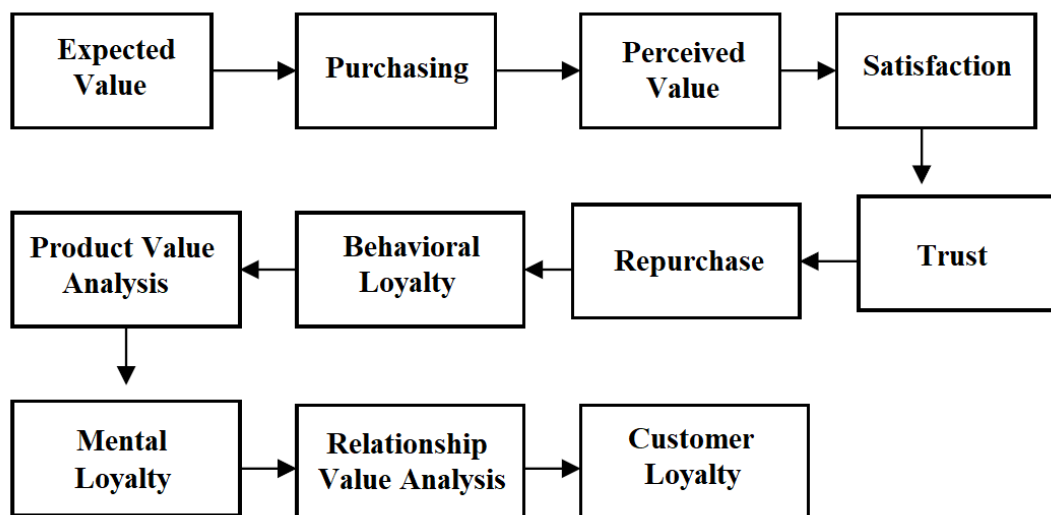 Expected
Value
Purchasing
Perceived
Value
Satisfaction
Product Value
Analysis
Behavioral
Loyalty
Repurchase
Trust
Mental
Loyalty
Relationship
Value Analysis
Customer
Loyalty